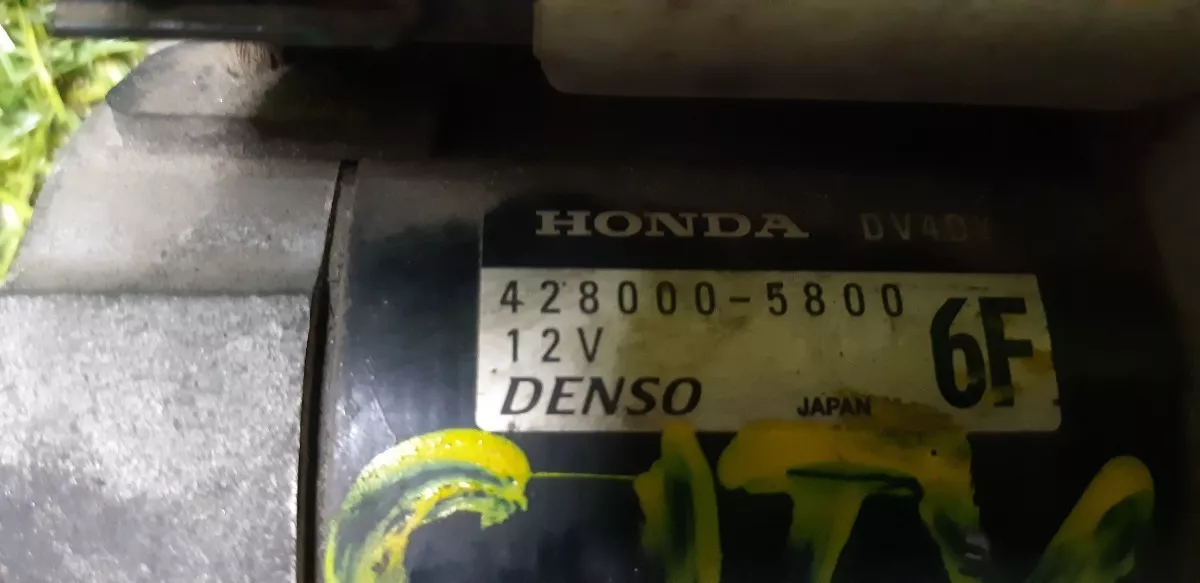 HONDA
428000-5800
12V 6F
DENSO JAPAN